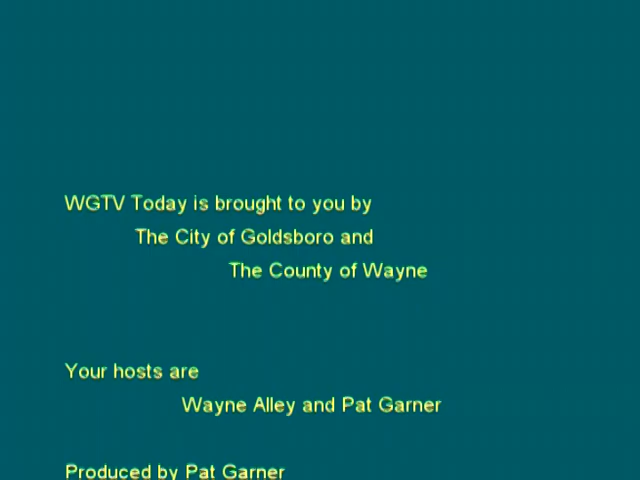 WGTV Today is brought to you by
The City of Goldsboro and
The County of Wayne
Your hosts are
Wayne Alley and Pat Garner
Produced by Pat Garner